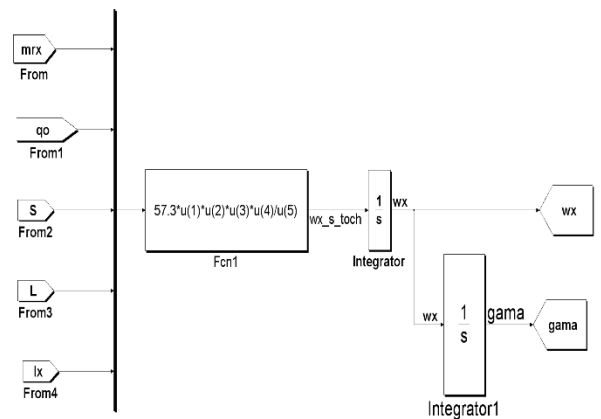 mrx
From
qo
From1
S
From2
L
From3
Ix
From4
57.3*u(1)*u(2)*u(3)*u(4)/u(5)
Fcn1
wx_s_toch
1
s
Integrator
wx
wx
wx
1
s
Integrator1
gama
gama